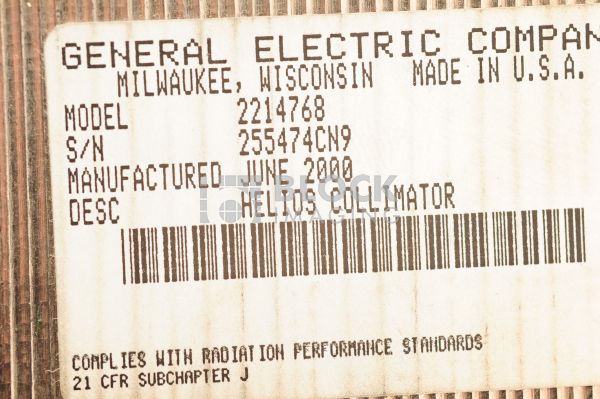 GENERAL ELECTRIC COMPAN
MILWAUKEE, WISCONSIN MADE IN U.S.A.
MODEL 2214768
S/N 255474CN9
MANUFACTURED JUNE 2000
DESC HELIOS COLLIMATOR
BLOCK
IMAGING
COMPLIES WITH RADIATION PERFORMANCE STANDARDS
21 CFR SUBCHAPTER J